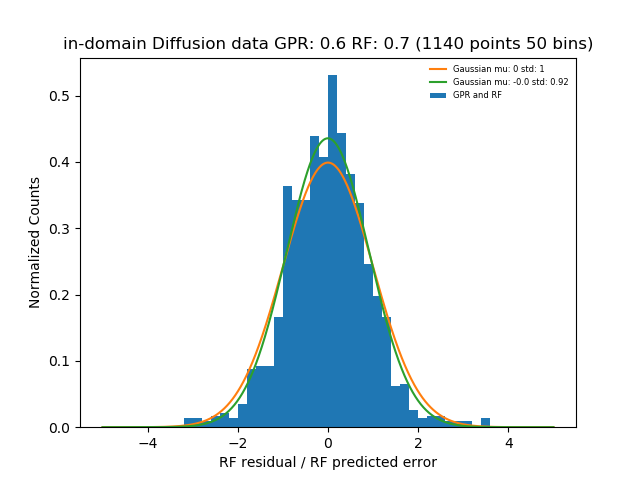 in-domain Diffusion data GPR: 0.6 RF: 0.7 (1140 points 50 bins)
Gaussian mu: 0 std: 1
Gaussian mu: -0.0 std: 0.92
GPR and RF
Normalized Counts
0.5
0.4
0.3
0.2
0.1
0.0
−4
−2
0
2
4
RF residual / RF predicted error